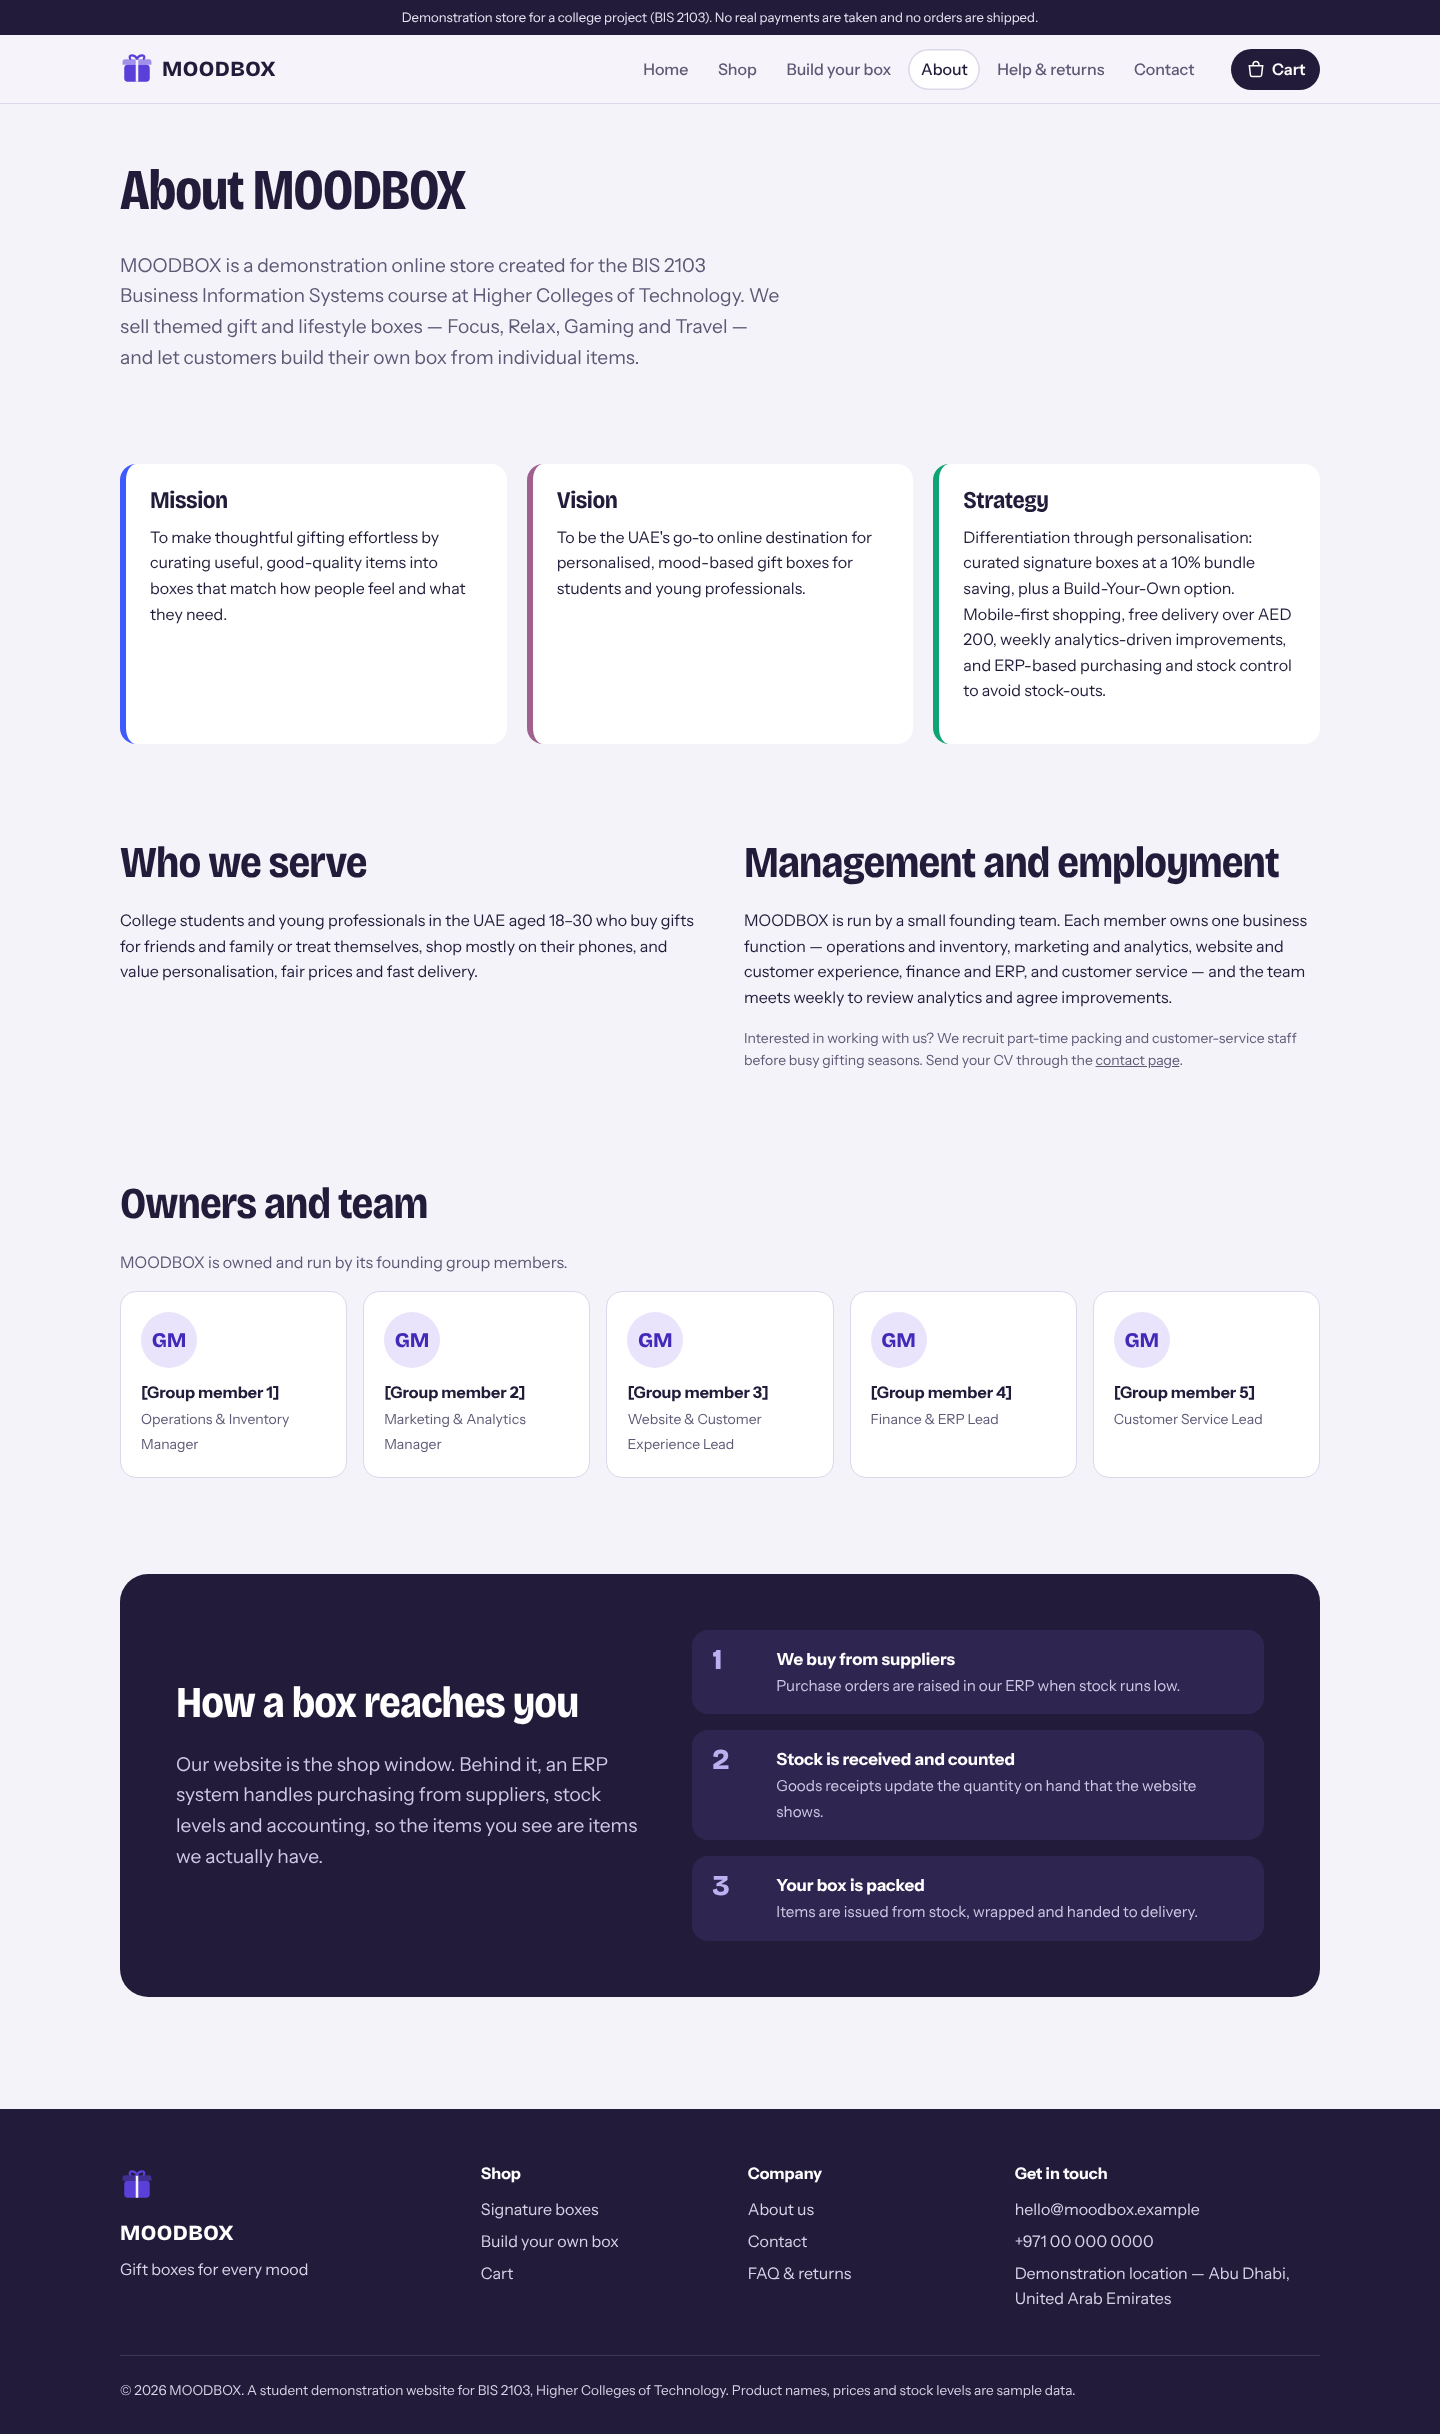 Demonstration store for a college project (BIS 2103). No real payments are taken and no orders are shipped.
MOODBOX
Home
Shop
Build your box
About
Help & returns
Contact
Cart
About MOODBOX
MOODBOX is a demonstration online store created for the BIS 2103
Business Information Systems course at Higher Colleges of Technology. We
sell themed gift and lifestyle boxes — Focus, Relax, Gaming and Travel —
and let customers build their own box from individual items.
Mission
To make thoughtful gifting effortless by
curating useful, good-quality items into
boxes that match how people feel and what
they need.
Vision
To be the UAE's go-to online destination for
personalised, mood-based gift boxes for
students and young professionals.
Strategy
Differentiation through personalisation:
curated signature boxes at a 10% bundle
saving, plus a Build-Your-Own option.
Mobile-first shopping, free delivery over AED
200, weekly analytics-driven improvements,
and ERP-based purchasing and stock control
to avoid stock-outs.
Who we serve
College students and young professionals in the UAE aged 18–30 who buy gifts
for friends and family or treat themselves, shop mostly on their phones, and
value personalisation, fair prices and fast delivery.
Management and employment
MOODBOX is run by a small founding team. Each member owns one business
function — operations and inventory, marketing and analytics, website and
customer experience, finance and ERP, and customer service — and the team
meets weekly to review analytics and agree improvements.
Interested in working with us? We recruit part-time packing and customer-service staff
before busy gifting seasons. Send your CV through the contact page.
Owners and team
MOODBOX is owned and run by its founding group members.
GM
[Group member 1]
Operations & Inventory
Manager
GM
[Group member 2]
Marketing & Analytics
Manager
GM
[Group member 3]
Website & Customer
Experience Lead
GM
[Group member 4]
Finance & ERP Lead
GM
[Group member 5]
Customer Service Lead
How a box reaches you
Our website is the shop window. Behind it, an ERP
system handles purchasing from suppliers, stock
levels and accounting, so the items you see are items
we actually have.
1
We buy from suppliers
Purchase orders are raised in our ERP when stock runs low.
2
Stock is received and counted
Goods receipts update the quantity on hand that the website
shows.
3
Your box is packed
Items are issued from stock, wrapped and handed to delivery.
MOODBOX
Gift boxes for every mood
Shop
Signature boxes
Build your own box
Cart
Company
About us
Contact
FAQ & returns
Get in touch
hello@moodbox.example
+971 00 000 0000
Demonstration location — Abu Dhabi,
United Arab Emirates
© 2026 MOODBOX. A student demonstration website for BIS 2103, Higher Colleges of Technology. Product names, prices and stock levels are sample data.